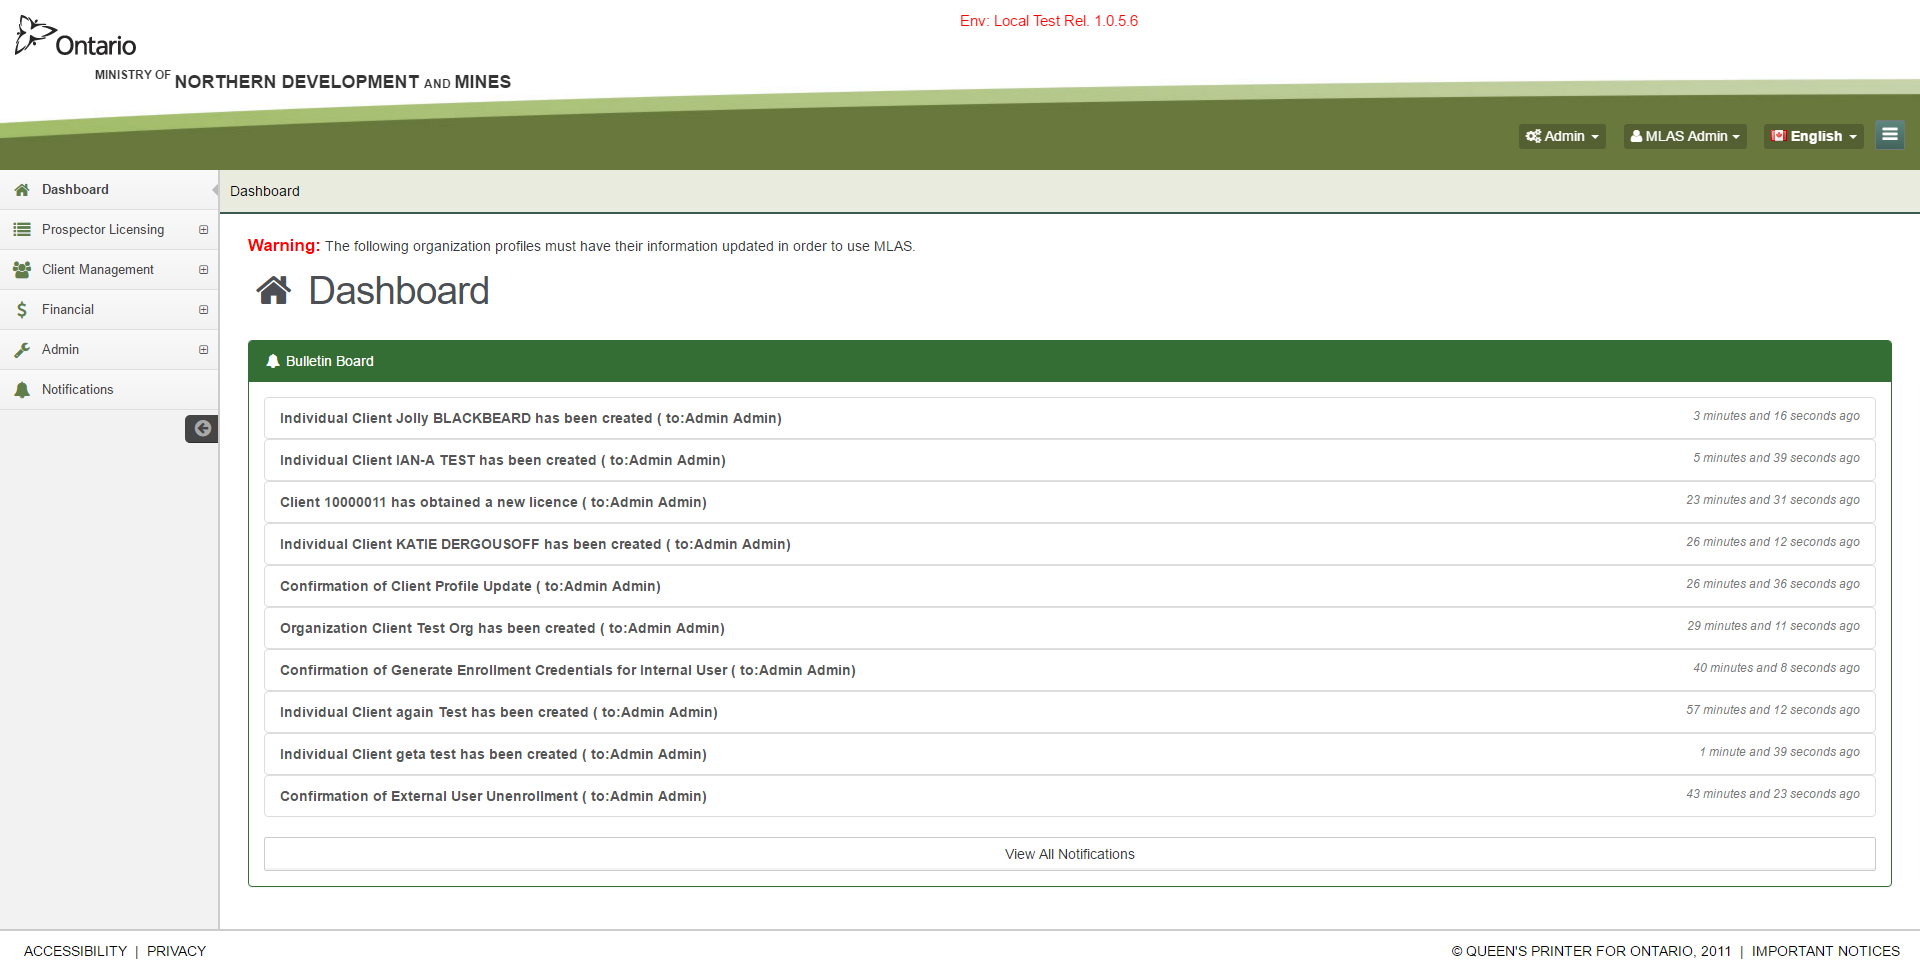 Ontario
Env: Local Test Rel. 1.0.5.6
MINISTRY OF NORTHERN DEVELOPMENT AND MINES
Admin
MLAS Admin
English
Dashboard
Prospector Licensing
Client Management
Financial
Admin
Notifications
Dashboard
Warning: The following organization profiles must have their information updated in order to use MLAS.
Dashboard
Bulletin Board
Individual Client Jolly BLACKBEARD has been created ( to:Admin Admin) 3 minutes and 16 seconds ago
Individual Client IAN-A TEST has been created ( to:Admin Admin) 5 minutes and 39 seconds ago
Client 10000011 has obtained a new licence ( to:Admin Admin) 23 minutes and 31 seconds ago
Individual Client KATIE DERGOUSOFF has been created ( to:Admin Admin) 26 minutes and 12 seconds ago
Confirmation of Client Profile Update ( to:Admin Admin) 26 minutes and 36 seconds ago
Organization Client Test Org has been created ( to:Admin Admin) 29 minutes and 11 seconds ago
Confirmation of Generate Enrollment Credentials for Internal User ( to:Admin Admin) 40 minutes and 8 seconds ago
Individual Client again Test has been created ( to:Admin Admin) 57 minutes and 12 seconds ago
Individual Client geta test has been created ( to:Admin Admin) 1 minute and 39 seconds ago
Confirmation of External User Unenrollment ( to:Admin Admin) 43 minutes and 23 seconds ago
View All Notifications
ACCESSIBILITY | PRIVACY
© QUEEN'S PRINTER FOR ONTARIO, 2011 | IMPORTANT NOTICES